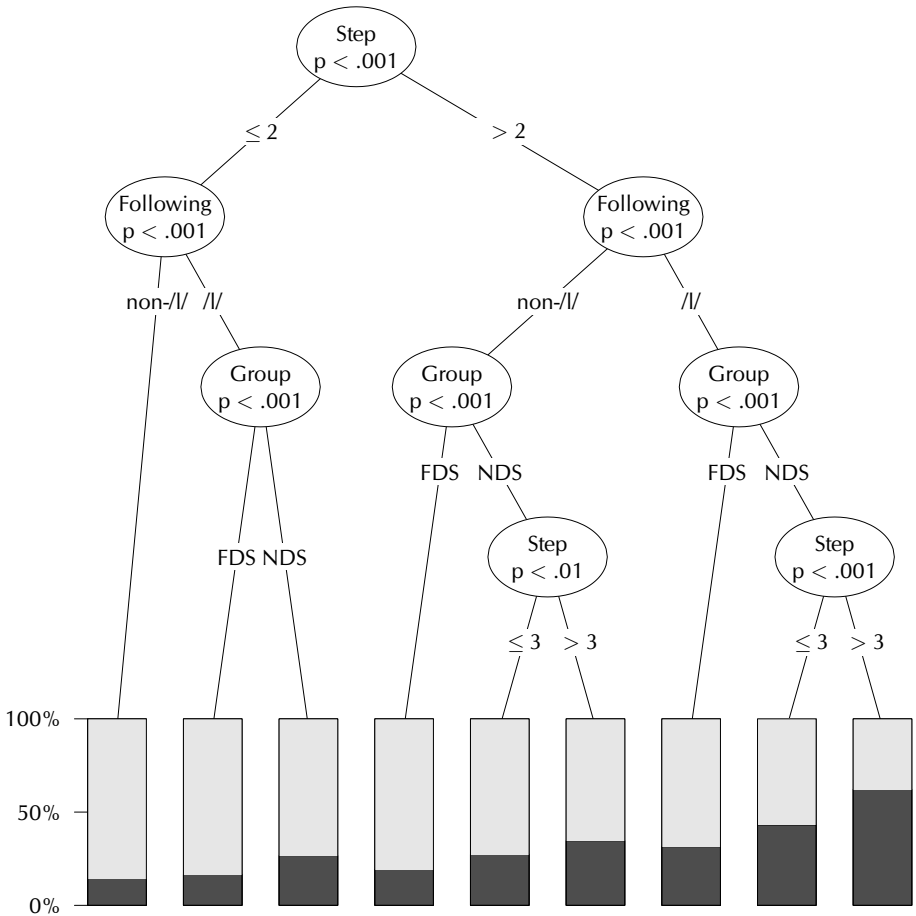 Step
p < .001
≤ 2
> 2
Following
p < .001
Following
p < .001
non-/l/
/l/
non-/l/
/l/
Group
p < .001
Group
p < .001
Group
p < .001
FDS
NDS
FDS
NDS
Step
p < .01
Step
p < .001
FDS
NDS
≤ 3
> 3
≤ 3
> 3
100%
50%
0%